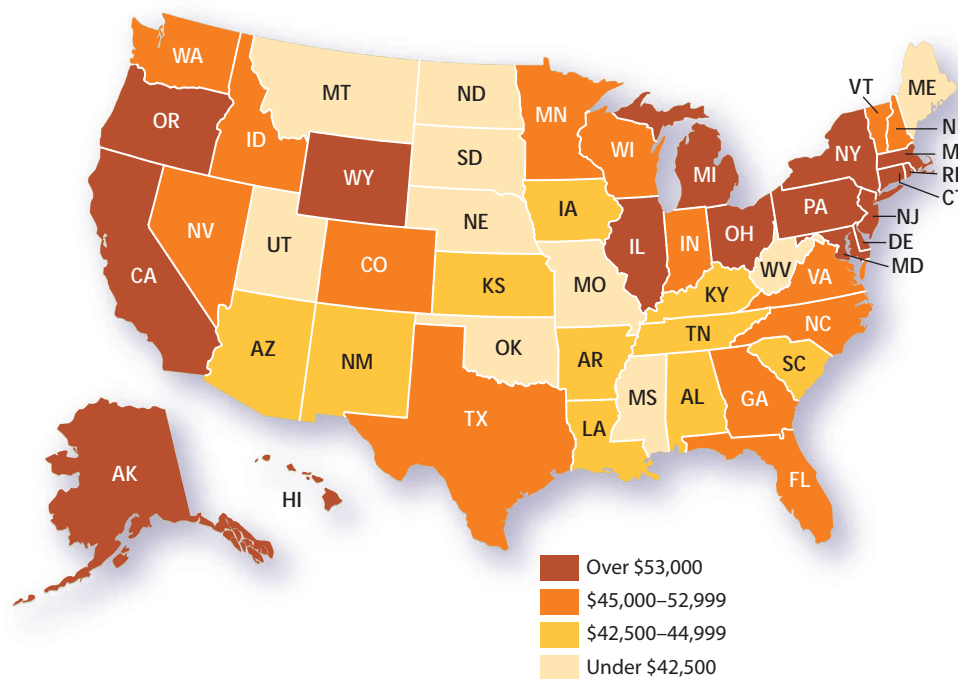 WA
MT
ND
MN
VT
ME
OR
ID
SD
WI
NY
N
M
RI
CT
WY
MI
PA
NJ
NE
IA
OH
DE
MD
NV
UT
IL
IN
CA
CO
WV
VA
KS
MO
KY
NC
TN
AZ
NM
OK
AR
SC
MS
AL
GA
TX
LA
FL
AK
HI
Over $53,000
$45,000–52,999
$42,500–44,999
Under $42,500